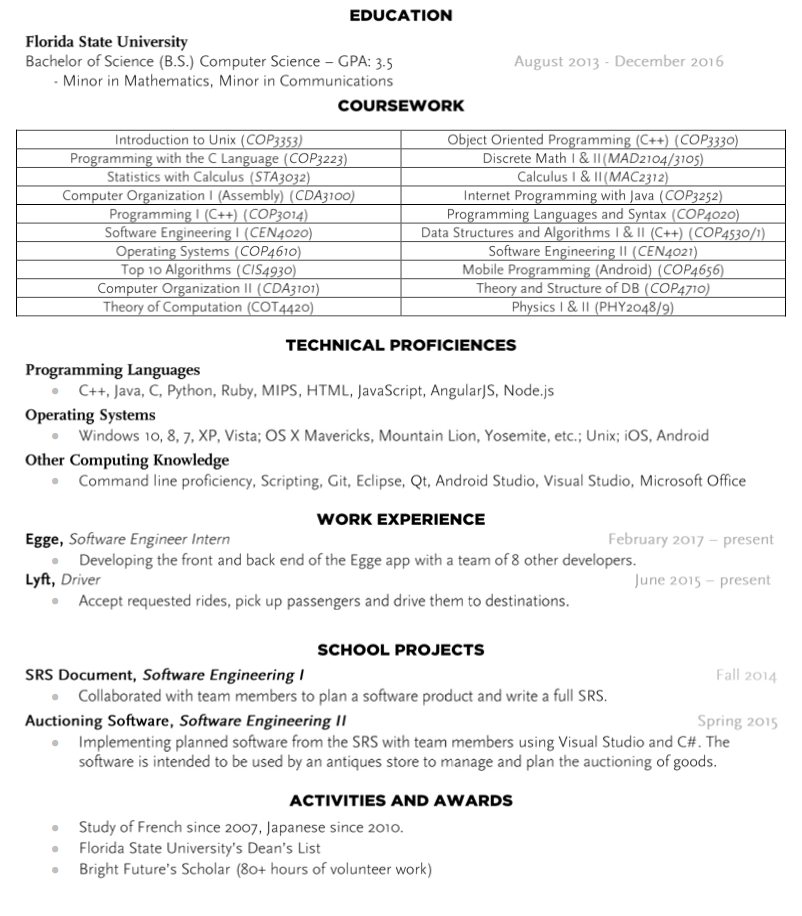 EDUCATION
Florida State University
Bachelor of Science (B.S.) Computer Science – GPA: 3.5 August 2013 - December 2016
- Minor in Mathematics, Minor in Communications
COURSEWORK
Introduction to Unix (COP3353) Object Oriented Programming (C++) (COP3330)
Programming with the C Language (COP3223) Discrete Math I & II(MAD2104/3105)
Statistics with Calculus (STA3032) Calculus I & II(MAC2312)
Computer Organization I (Assembly) (CDA3100) Internet Programming with Java (COP3252)
Programming I (C++) (COP3014) Programming Languages and Syntax (COP4020)
Software Engineering I (CEN4020) Data Structures and Algorithms I & II (C++) (COP4530/1)
Operating Systems (COP4610) Software Engineering II (CEN4021)
Top 10 Algorithms (CIS4930) Mobile Programming (Android) (COP4656)
Computer Organization II (CDA3101) Theory and Structure of DB (COP4710)
Theory of Computation (COT4420) Physics I & II (PHY2048/9)
TECHNICAL PROFICIENCES
Programming Languages
• C++, Java, C, Python, Ruby, MIPS, HTML, JavaScript, AngularJS, Node.js
Operating Systems
• Windows 10, 8, 7, XP, Vista; OS X Mavericks, Mountain Lion, Yosemite, etc.; Unix; iOS, Android
Other Computing Knowledge
• Command line proficiency, Scripting, Git, Eclipse, Qt, Android Studio, Visual Studio, Microsoft Office
WORK EXPERIENCE
Egge, Software Engineer Intern February 2017 – present
• Developing the front and back end of the Egge app with a team of 8 other developers.
Lyft, Driver June 2015 – present
• Accept requested rides, pick up passengers and drive them to destinations.
SCHOOL PROJECTS
SRS Document, Software Engineering I Fall 2014
• Collaborated with team members to plan a software product and write a full SRS.
Auctioning Software, Software Engineering II Spring 2015
• Implementing planned software from the SRS with team members using Visual Studio and C#. The
software is intended to be used by an antiques store to manage and plan the auctioning of goods.
ACTIVITIES AND AWARDS
• Study of French since 2007, Japanese since 2010.
• Florida State University's Dean's List
• Bright Future's Scholar (80+ hours of volunteer work)